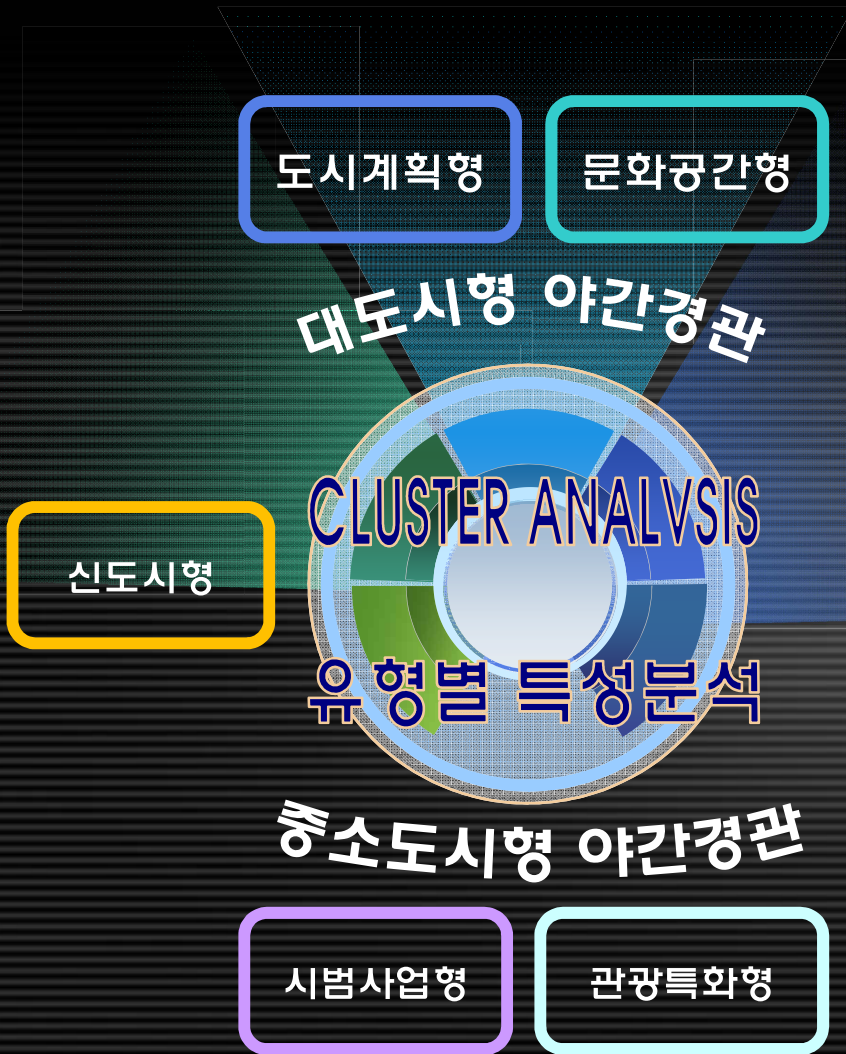 도시계획형
문화공간형
대도시형 야간경관
CLUSTER ANALVSIS
신도시형
유형별 특성분석
중소도시형 야간경관
시범사업형
관광특화형